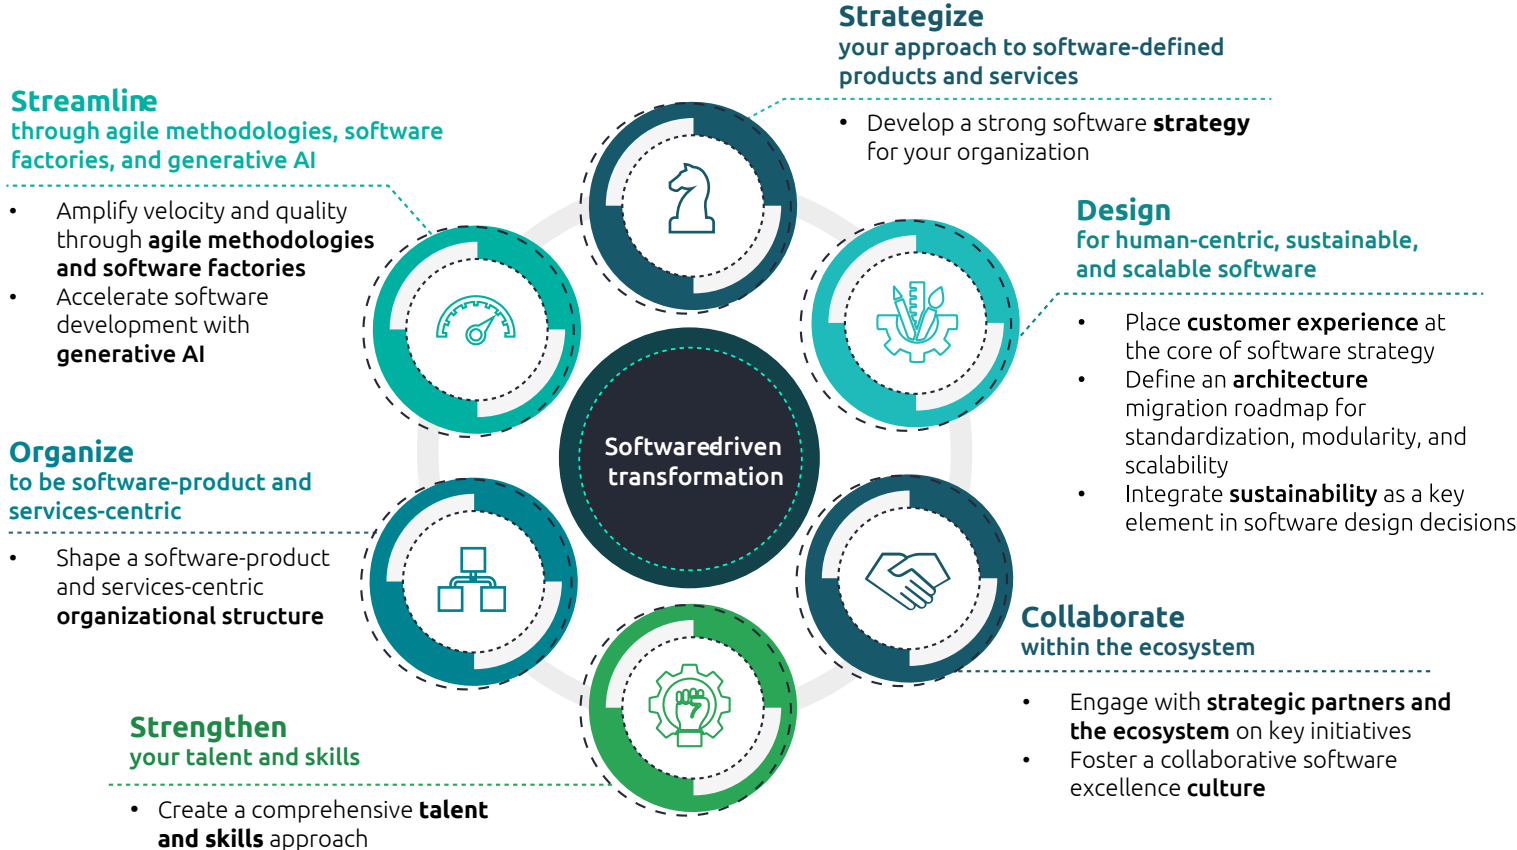 Strategize
your approach to software-defined
products and services
• Develop a strong software strategy
for your organization
Streamline
through agile methodologies, software
factories, and generative AI
• Amplify velocity and quality
through agile methodologies
and software factories
• Accelerate software
development with
generative AI
Design
for human-centric, sustainable,
and scalable software
• Place customer experience at
the core of software strategy
• Define an architecture
migration roadmap for
standardization, modularity, and
scalability
• Integrate sustainability as a key
element in software design decisions
Softwaredriven
transformation
Organize
to be software-product and
services-centric
• Shape a software-product
and services-centric
organizational structure
Collaborate
within the ecosystem
• Engage with strategic partners and
the ecosystem on key initiatives
• Foster a collaborative software
excellence culture
Strengthen
your talent and skills
• Create a comprehensive talent
and skills approach